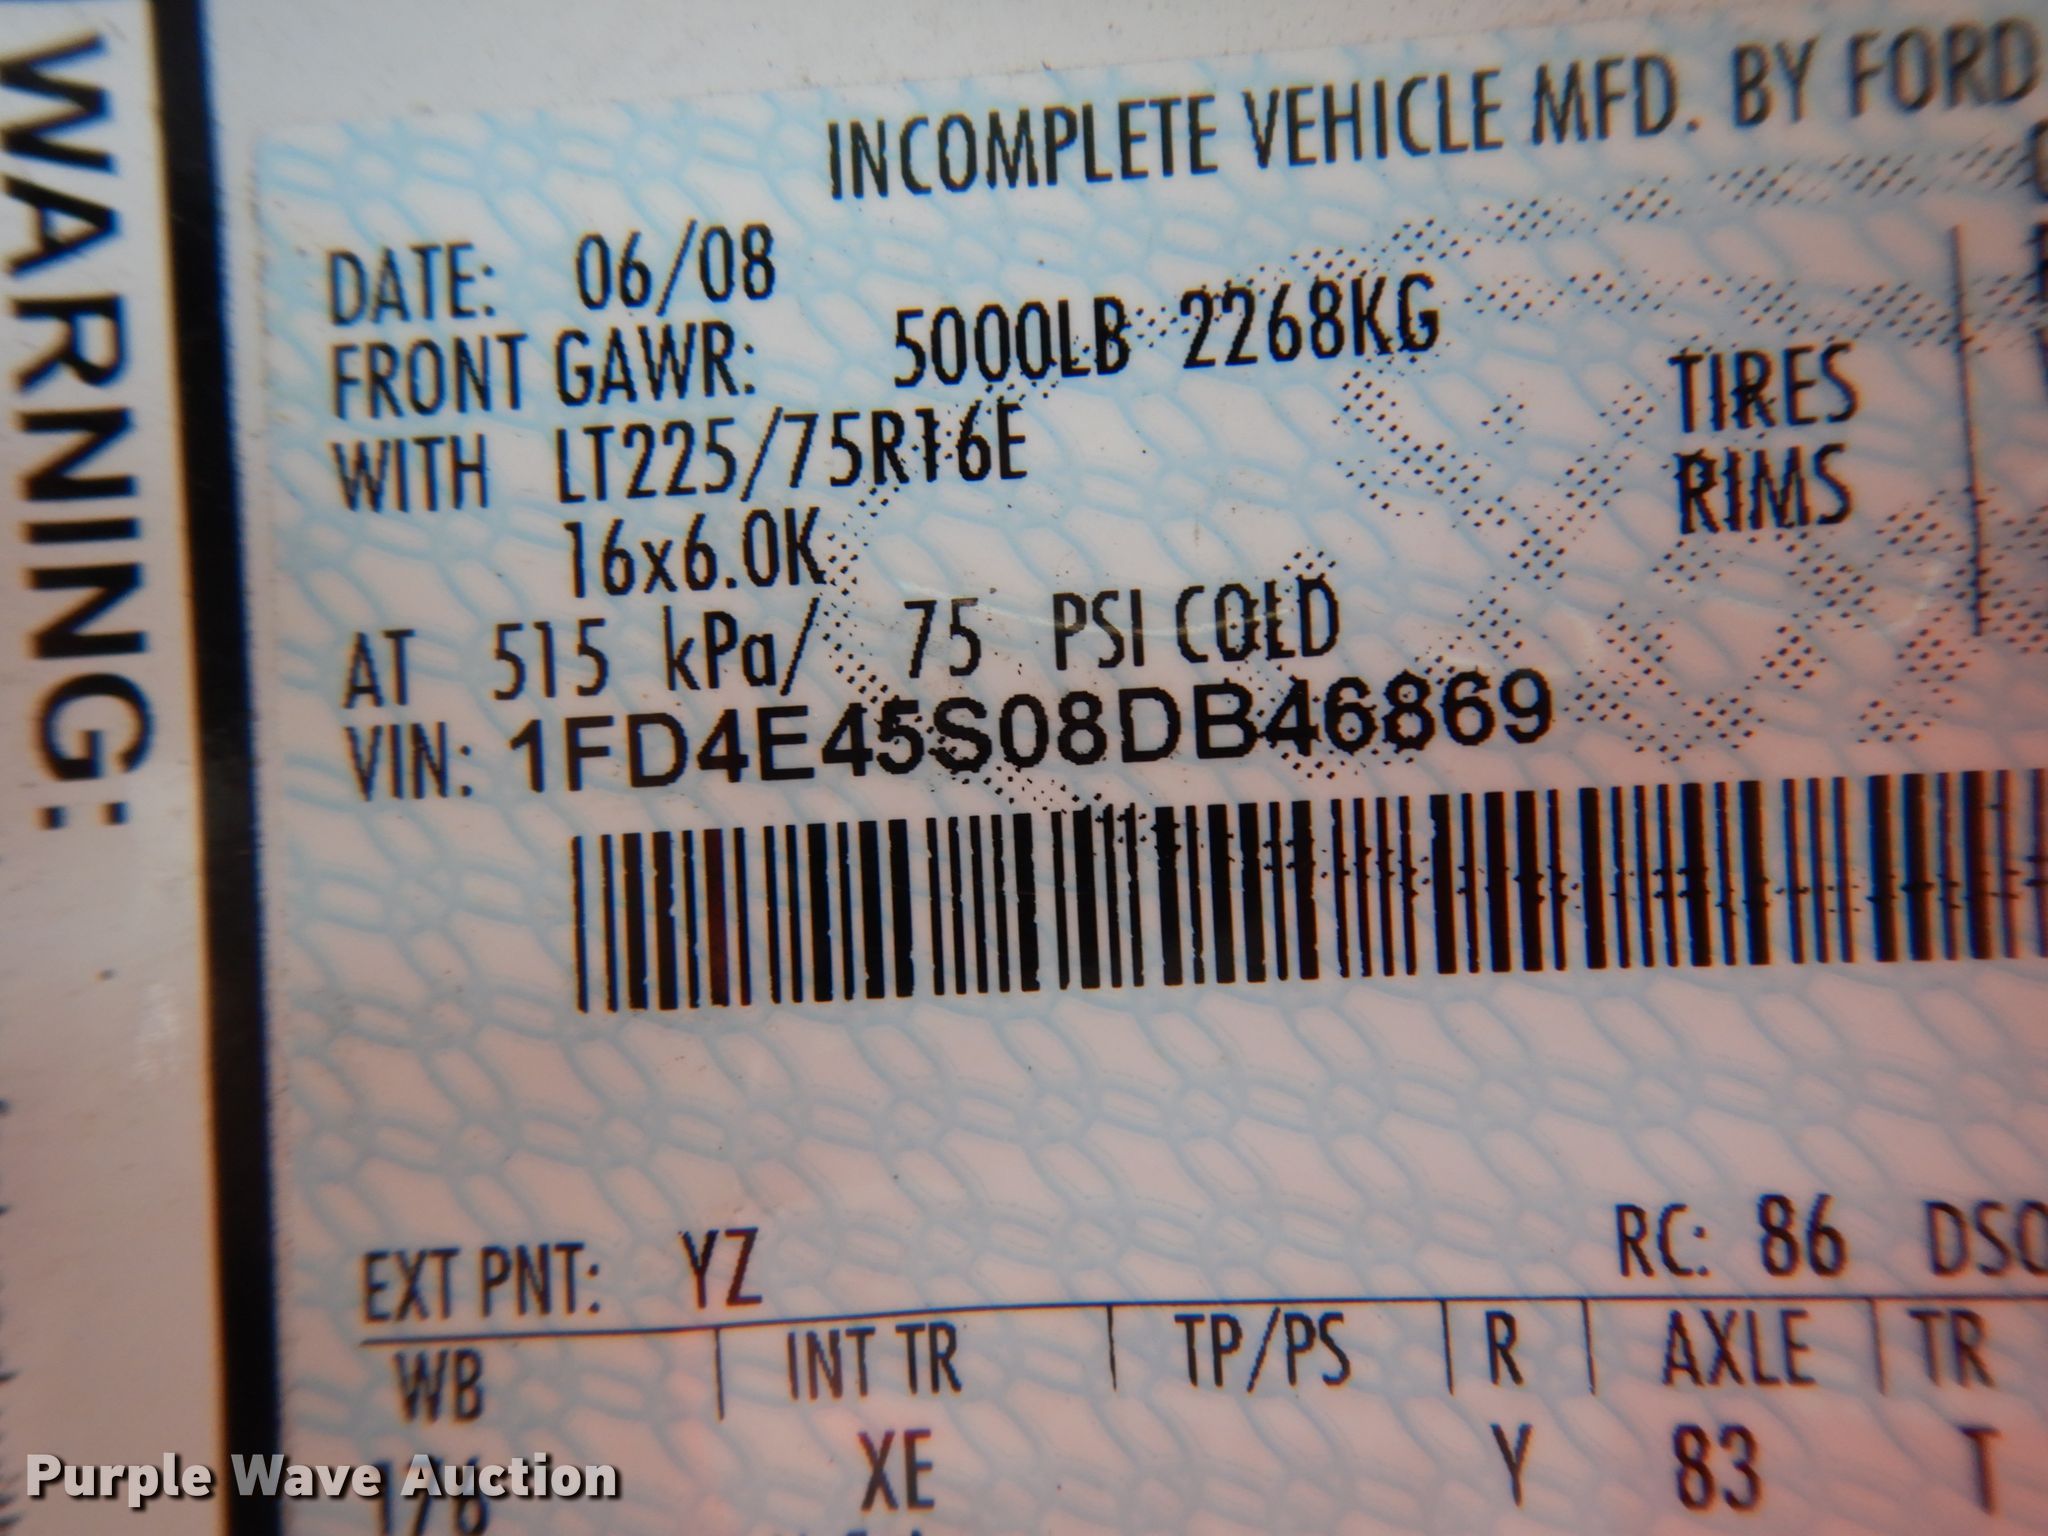 WARNING:
INCOMPLETE VEHICLE MFD. BY FORD
DATE: 06/08
FRONT GAWR: 5000LB 2268KG
WITH LT225/75R16E TIRES
16x6.0K RIMS
AT 515 kPa/ 75 PSI COLD
VIN: 1FD4E45S08DB46869
EXT PNT: YZ RC: 86 DSO
WB INT TR TP/PS R AXLE TR
176 XE Y 83 T
Purple Wave Auction